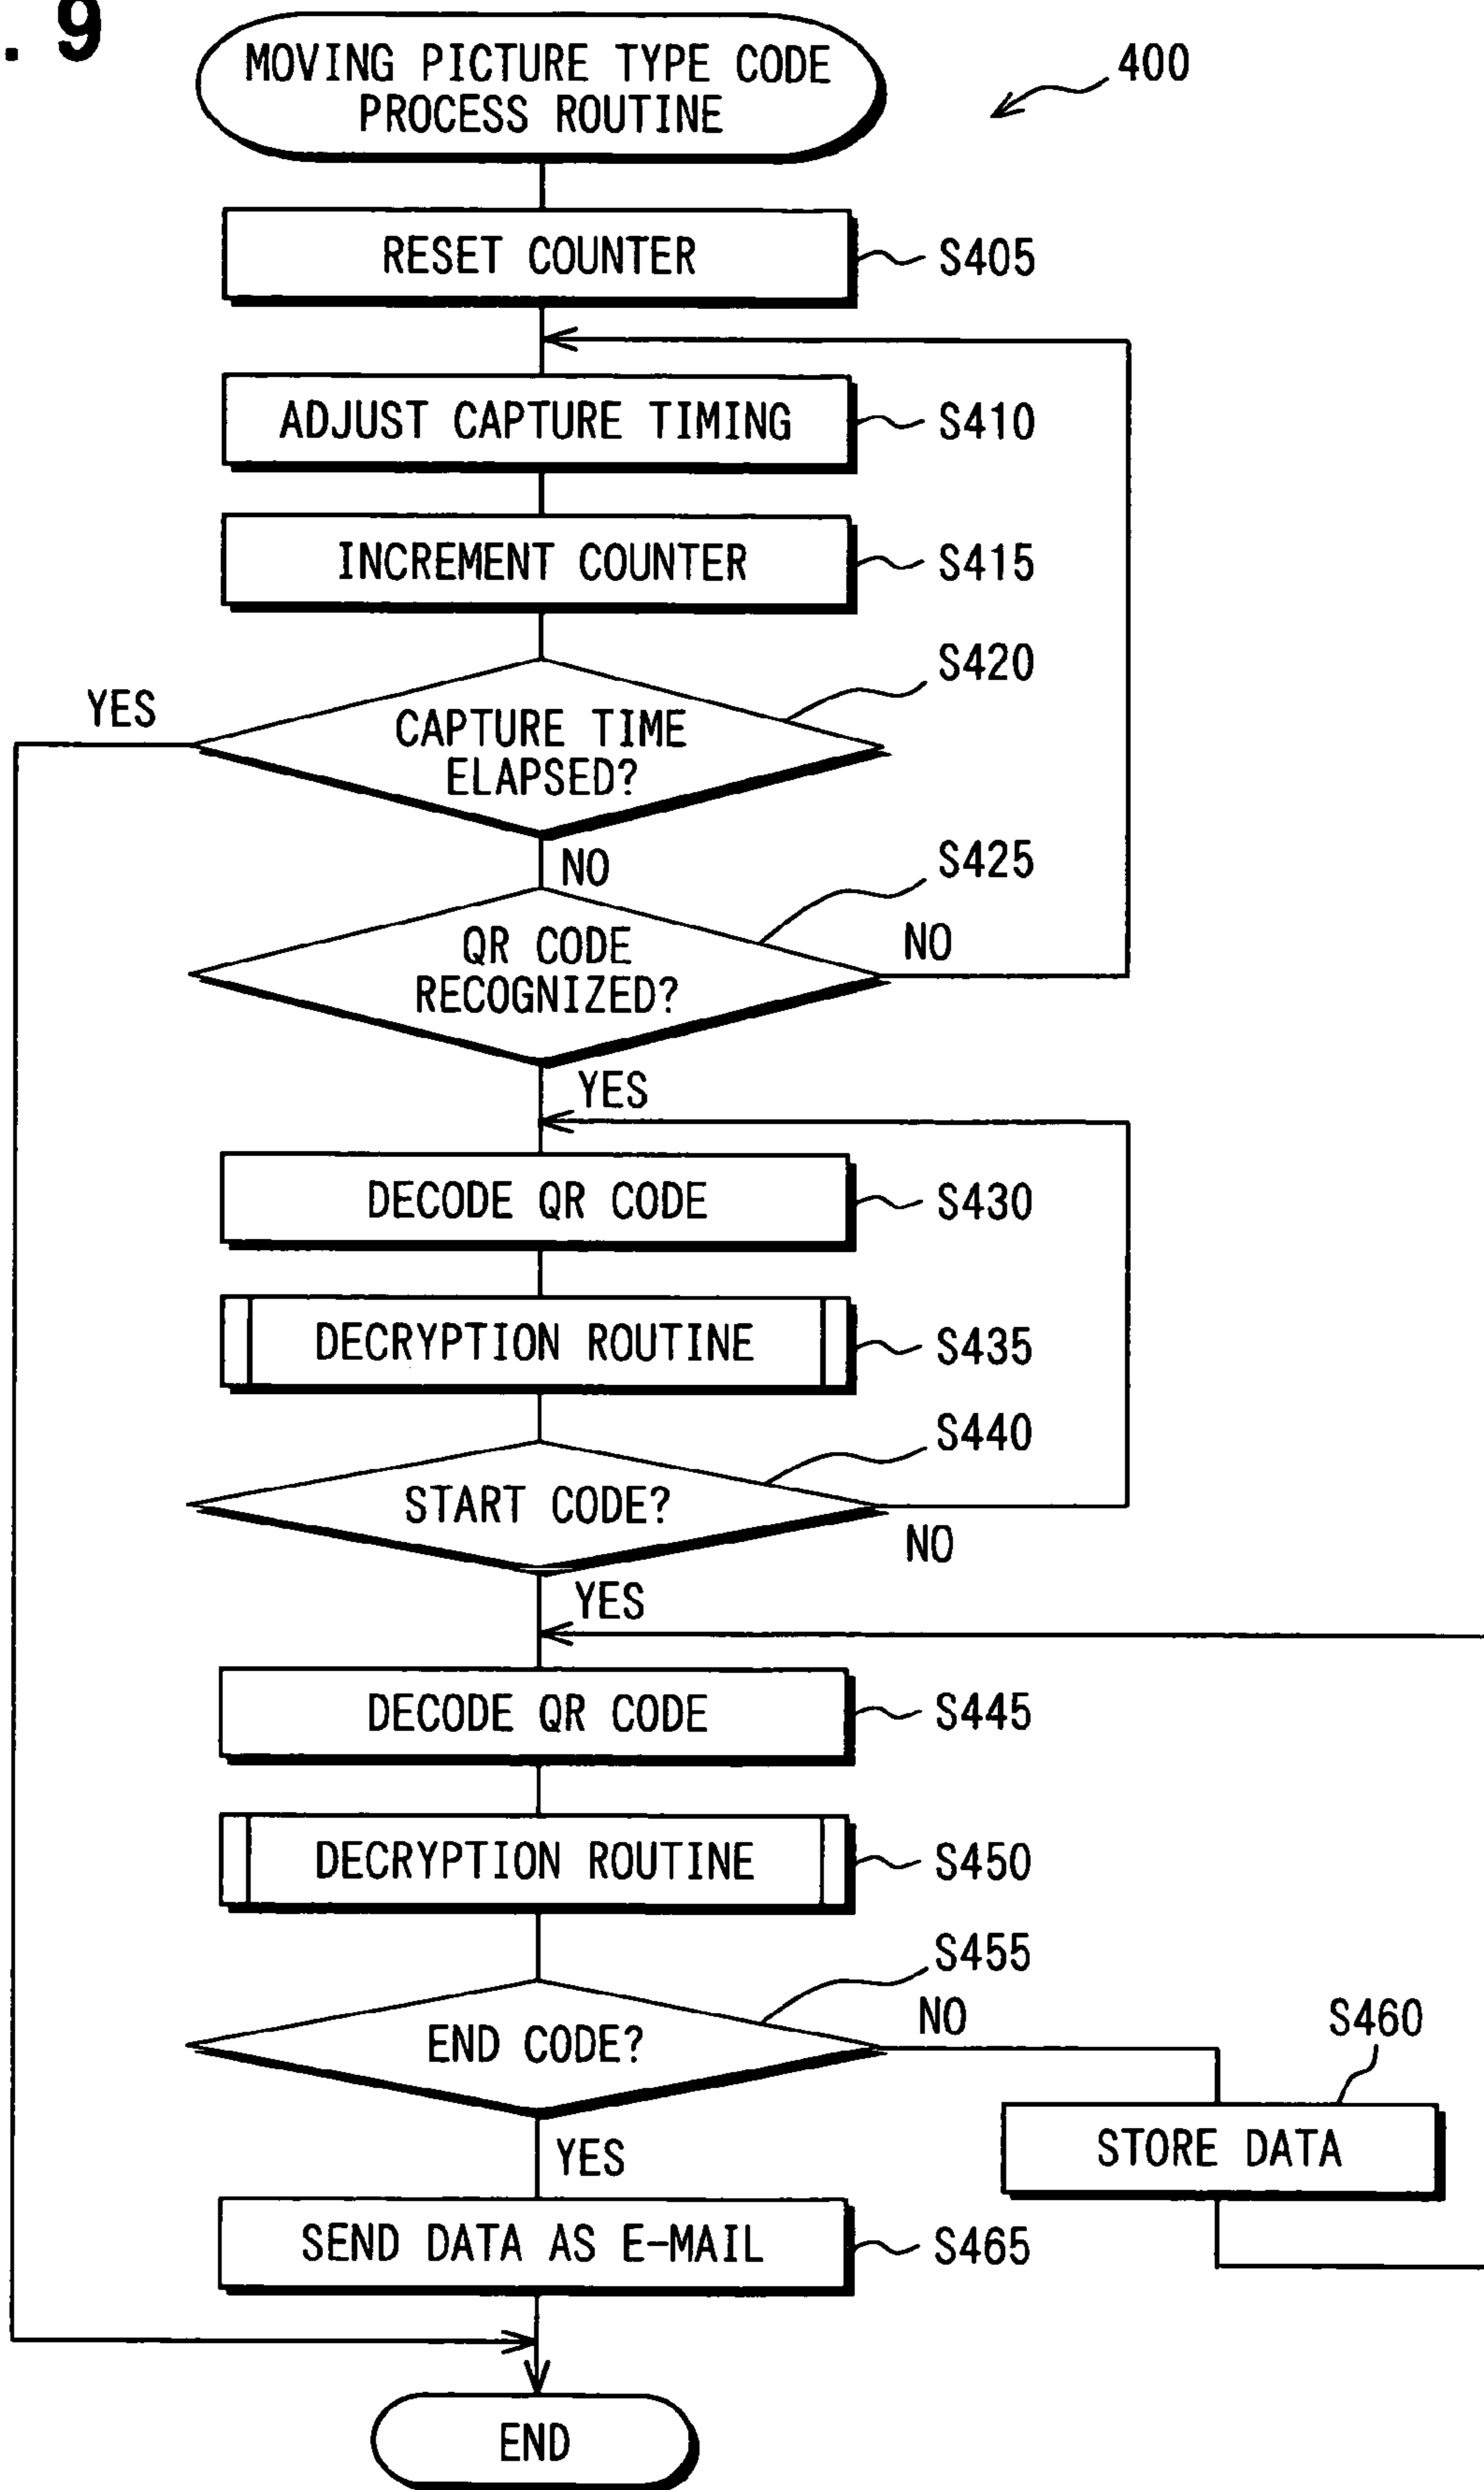 . 9
MOVING PICTURE TYPE CODE
PROCESS ROUTINE
400
RESET COUNTER
S405
ADJUST CAPTURE TIMING
S410
INCREMENT COUNTER
S415
S420
YES
CAPTURE TIME
ELAPSED?
NO
S425
QR CODE
RECOGNIZED?
NO
YES
DECODE QR CODE
S430
DECRYPTION ROUTINE
S435
S440
START CODE?
NO
YES
DECODE QR CODE
S445
DECRYPTION ROUTINE
S450
S455
END CODE?
NO
S460
STORE DATA
YES
SEND DATA AS E-MAIL
S465
END